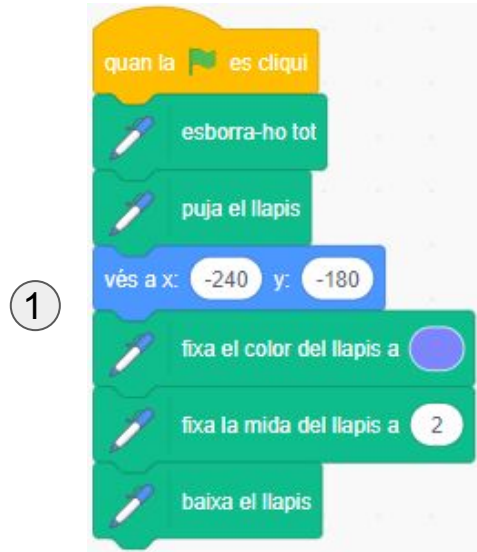 quan la es cliqui
esborra-ho tot
puja el llapis
vés a x: -240 y: -180
1
fixa el color del llapis a
fixa la mida del llapis a 2
baixa el llapis